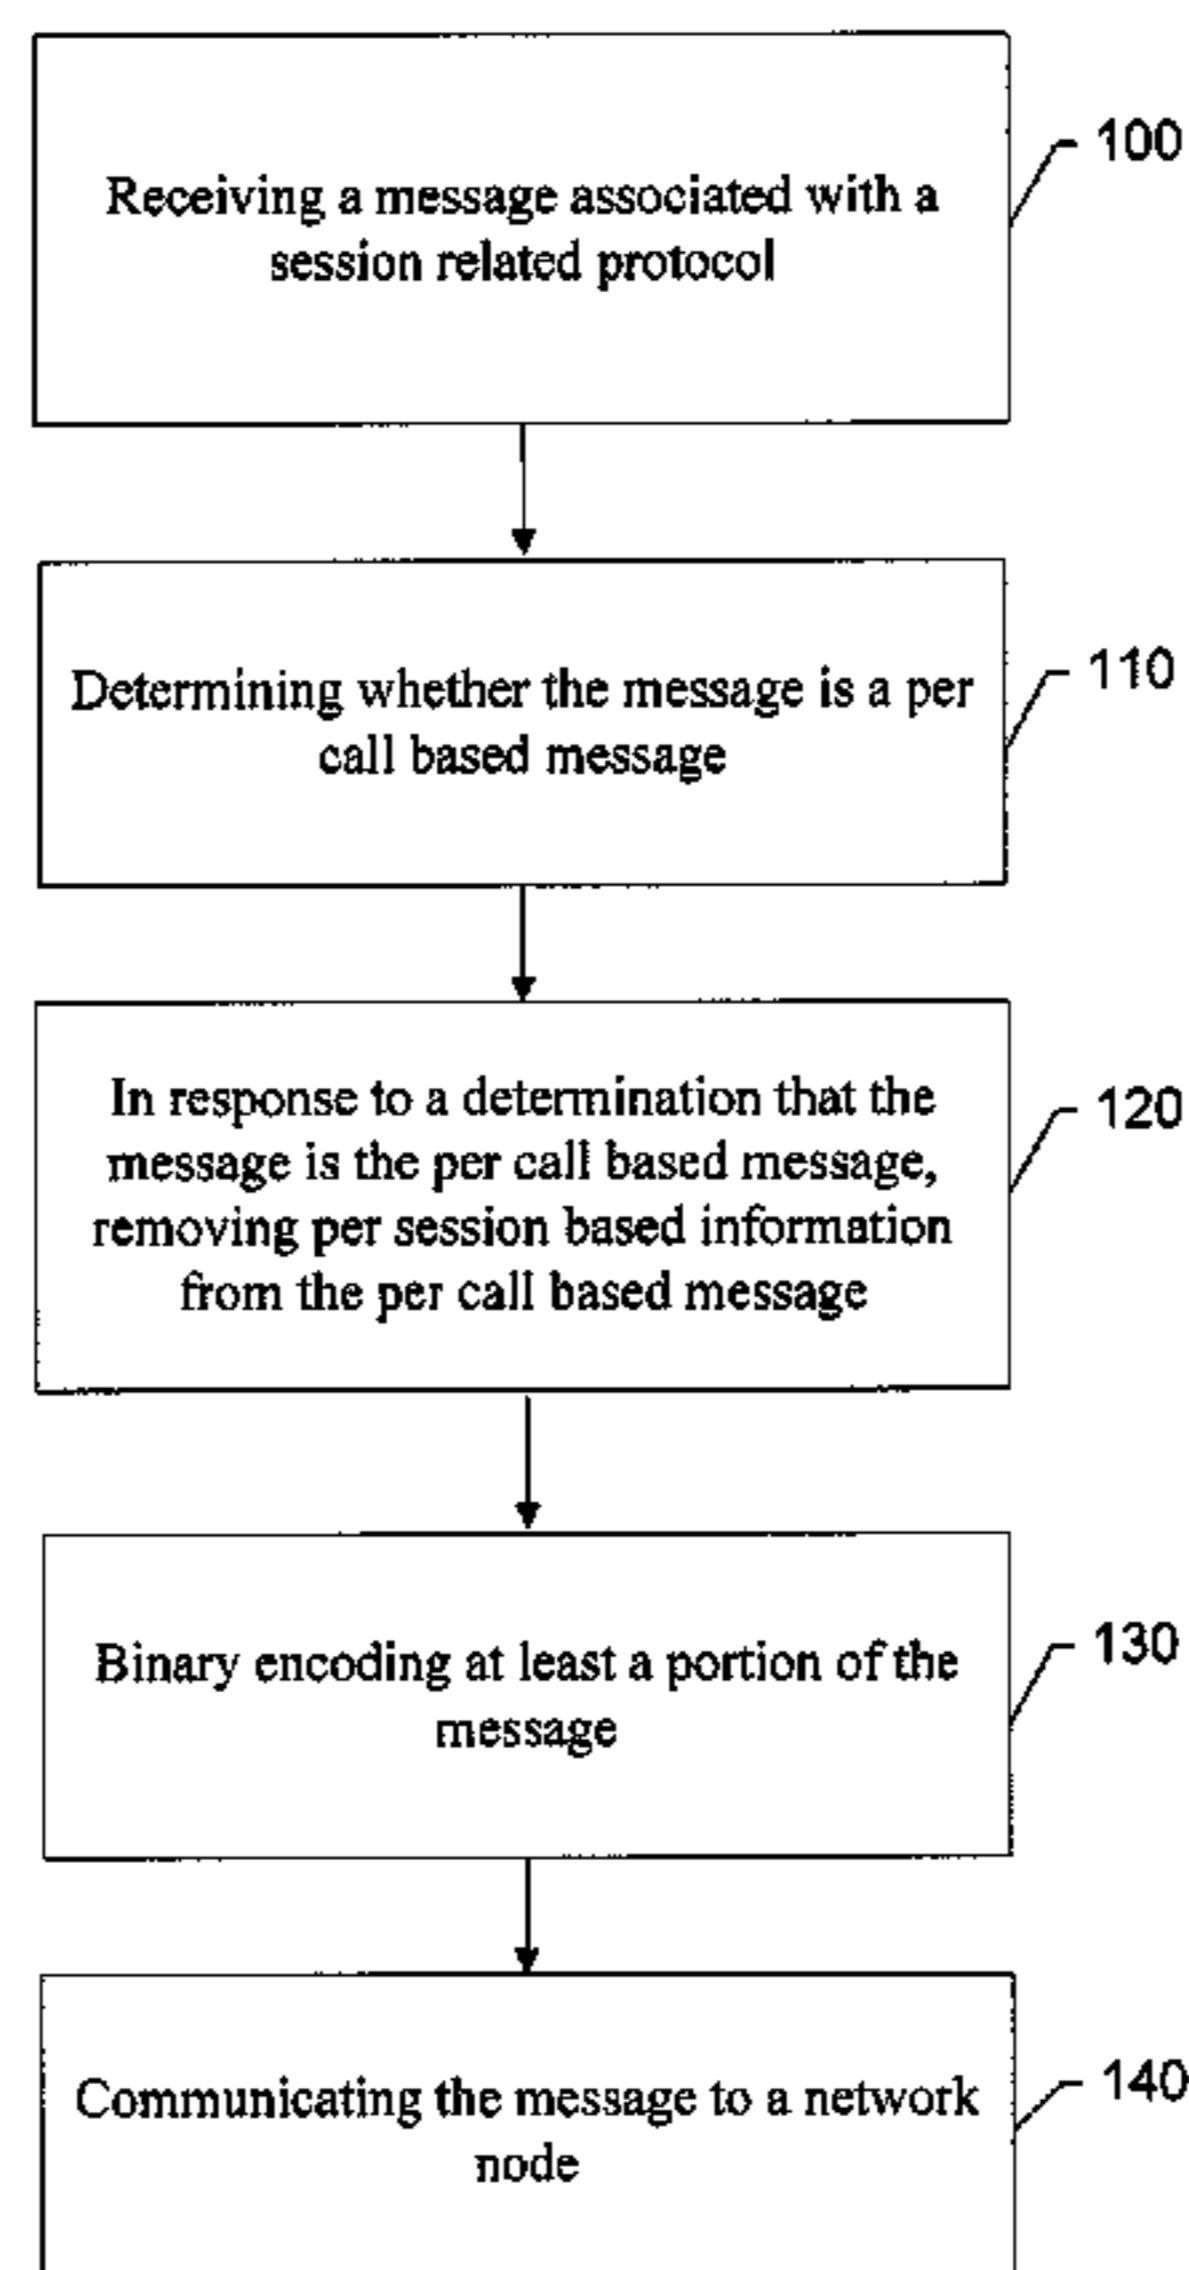 Receiving a message associated with a
session related protocol
100
Determining whether the message is a per
call based message
110
In response to a determination that the
message is the per call based message,
removing per session based information
from the per call based message
120
Binary encoding at least a portion of the
message
130
Communicating the message to a network
node
140